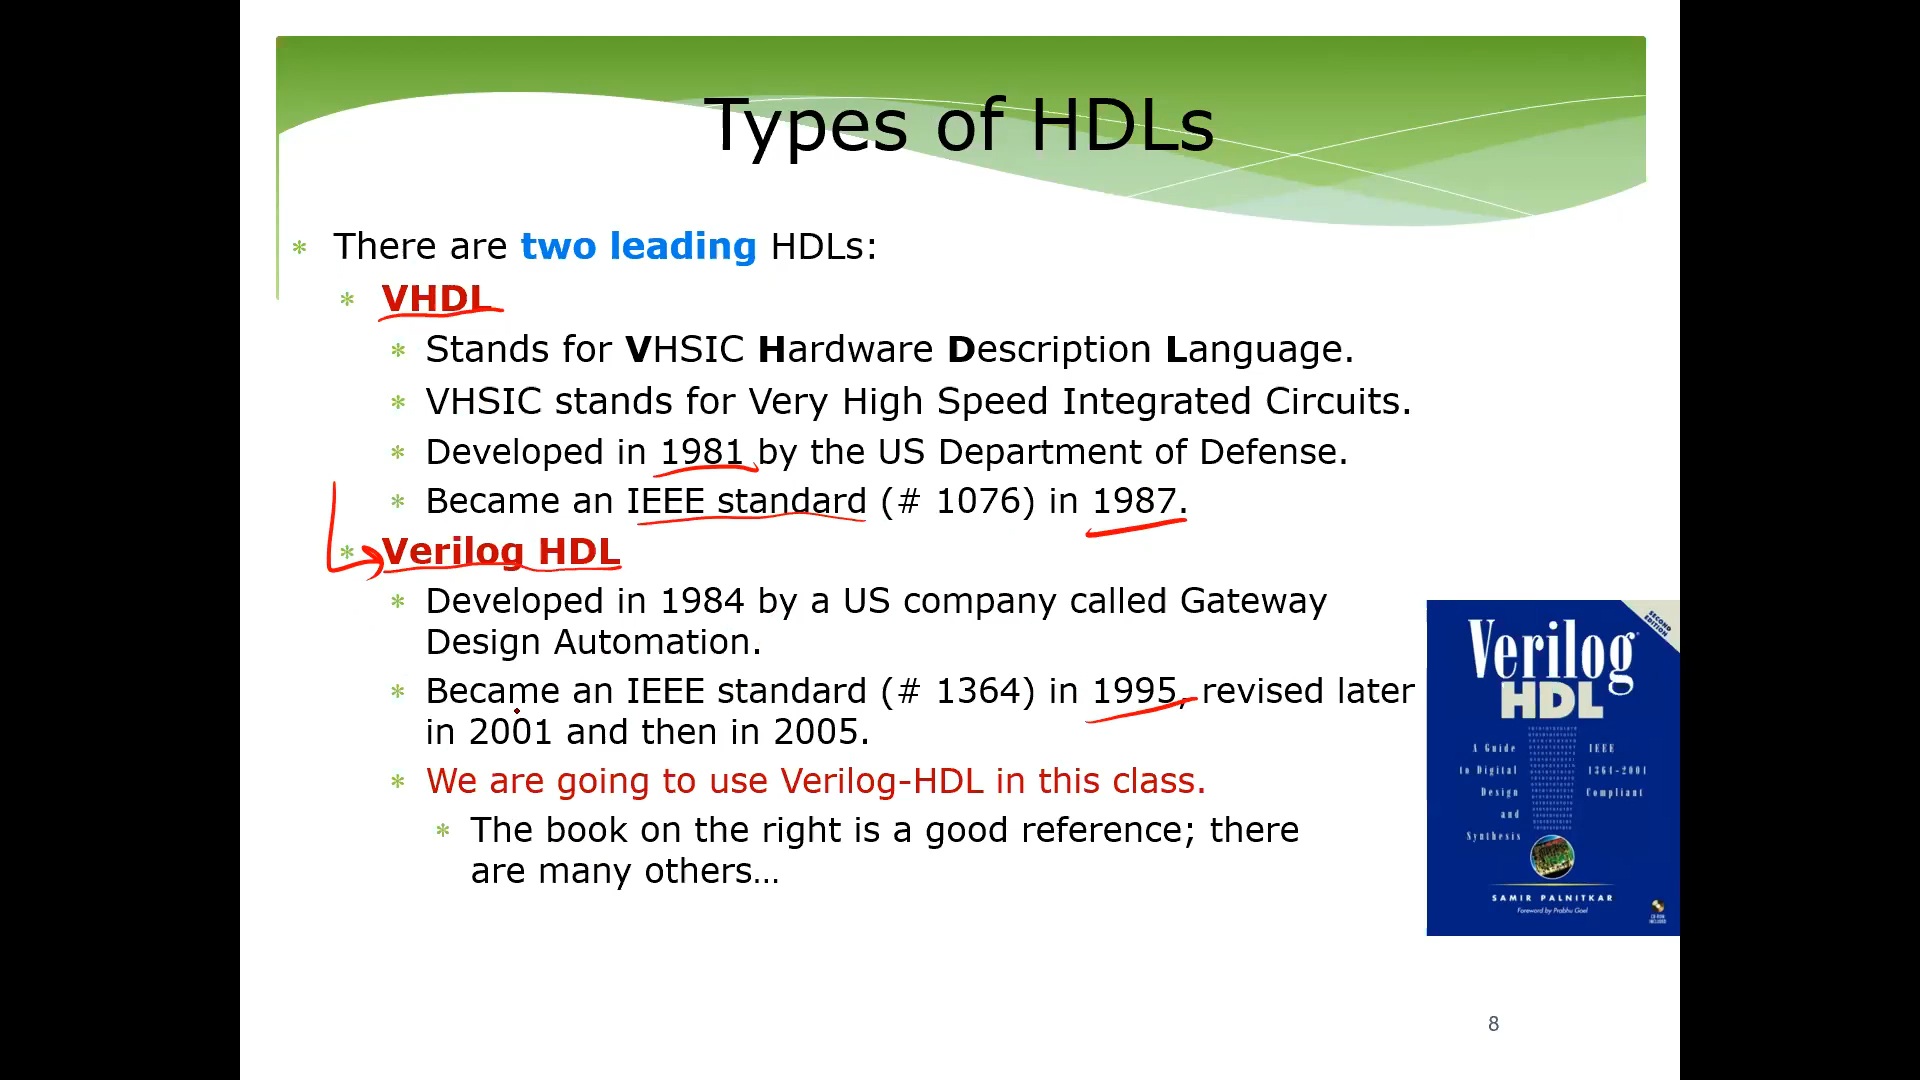 Types of HDLs
* There are two leading HDLs:
* VHDL
* Stands for VHSIC Hardware Description Language.
* VHSIC stands for Very High Speed Integrated Circuits.
* Developed in 1981 by the US Department of Defense.
* Became an IEEE standard (# 1076) in 1987.
* Verilog HDL
* Developed in 1984 by a US company called Gateway
Design Automation.
* Became an IEEE standard (# 1364) in 1995, revised later
in 2001 and then in 2005.
* We are going to use Verilog-HDL in this class.
* The book on the right is a good reference; there
are many others…
SECOND
EDITION
Verilog
HDL
A Guide IEEE
to Digital 1364-2001
Design Compliant
and
Synthesis
SAMIR PALNITKAR
Foreword by Prabhu Goel
CD-ROM
INCLUDED
8